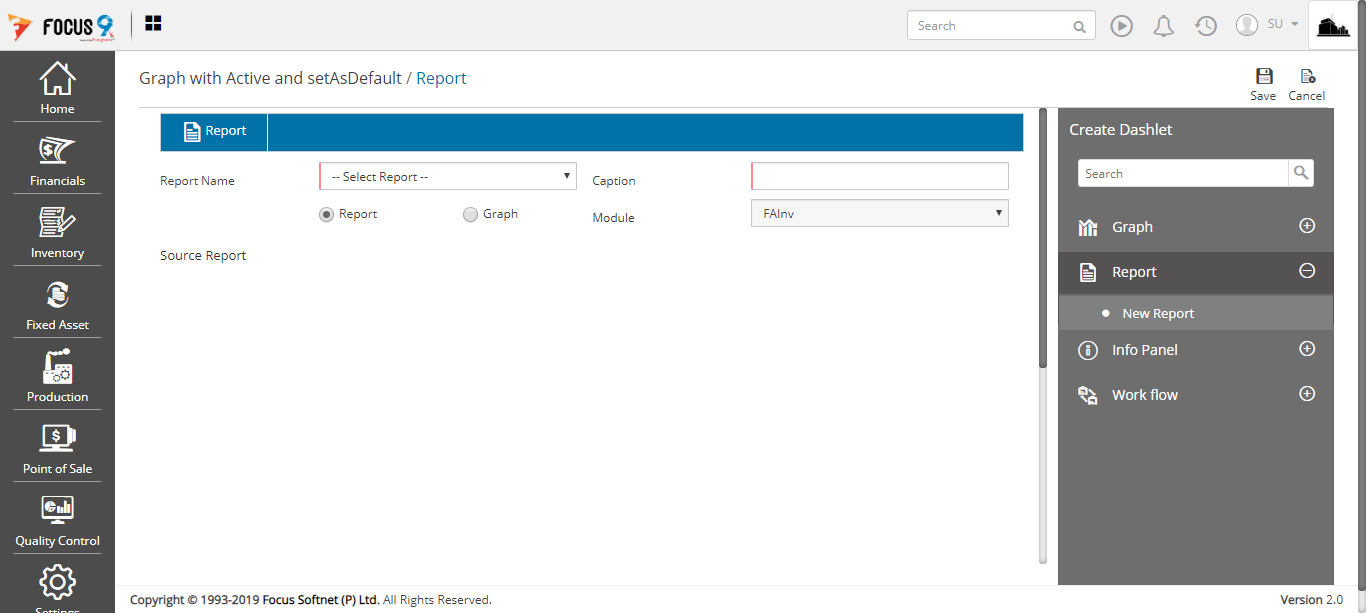 FOCUS 9
Search
SU
Home
Financials
Inventory
Fixed Asset
Production
Point of Sale
Quality Control
Settings
Graph with Active and setAsDefault / Report
Save
Cancel
Report
Report Name
-- Select Report --
Caption
Report
Graph
Module
FAInv
Source Report
Create Dashlet
Search
Graph
Report
New Report
Info Panel
Work flow
Copyright © 1993-2019 Focus Softnet (P) Ltd. All Rights Reserved.
Version 2.0